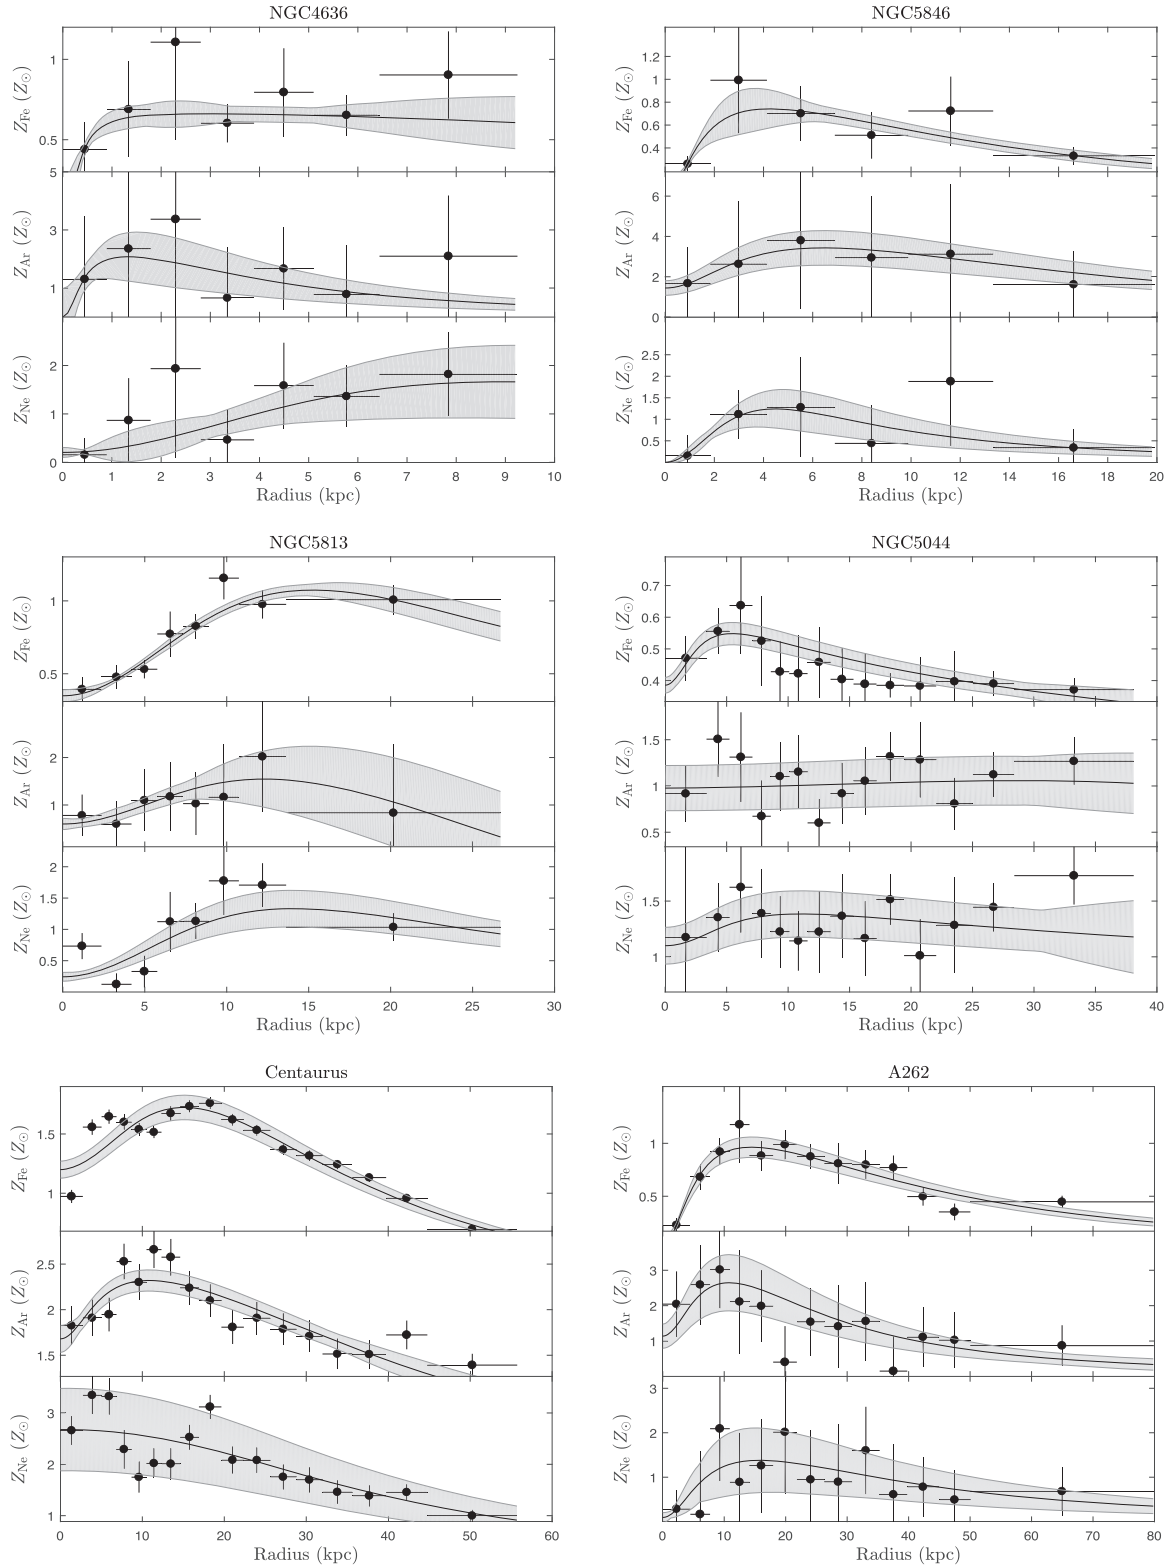 NGC4636
Z_Fe (Z_⊙)
1
0.5
5
Z_Ar (Z_⊙)
3
1
Z_Ne (Z_⊙)
2
1
0
0 1 2 3 4 5 6 7 8 9 10
Radius (kpc)
NGC5846
Z_Fe (Z_⊙)
1.2
1
0.8
0.6
0.4
Z_Ar (Z_⊙)
6
4
2
0
Z_Ne (Z_⊙)
2.5
2
1.5
1
0.5
0 2 4 6 8 10 12 14 16 18 20
Radius (kpc)
NGC5813
Z_Fe (Z_⊙)
1
0.5
Z_Ar (Z_⊙)
2
1
Z_Ne (Z_⊙)
2
1.5
1
0.5
0 5 10 15 20 25 30
Radius (kpc)
NGC5044
Z_Fe (Z_⊙)
0.7
0.6
0.5
0.4
Z_Ar (Z_⊙)
1.5
1
0.5
Z_Ne (Z_⊙)
1.5
1
0 5 10 15 20 25 30 35 40
Radius (kpc)
Centaurus
Z_Fe (Z_⊙)
1.5
1
Z_Ar (Z_⊙)
2.5
2
1.5
Z_Ne (Z_⊙)
3
2
1
0 10 20 30 40 50 60
Radius (kpc)
A262
Z_Fe (Z_⊙)
1
0.5
Z_Ar (Z_⊙)
3
2
1
0
Z_Ne (Z_⊙)
3
2
1
0
0 10 20 30 40 50 60 70 80
Radius (kpc)